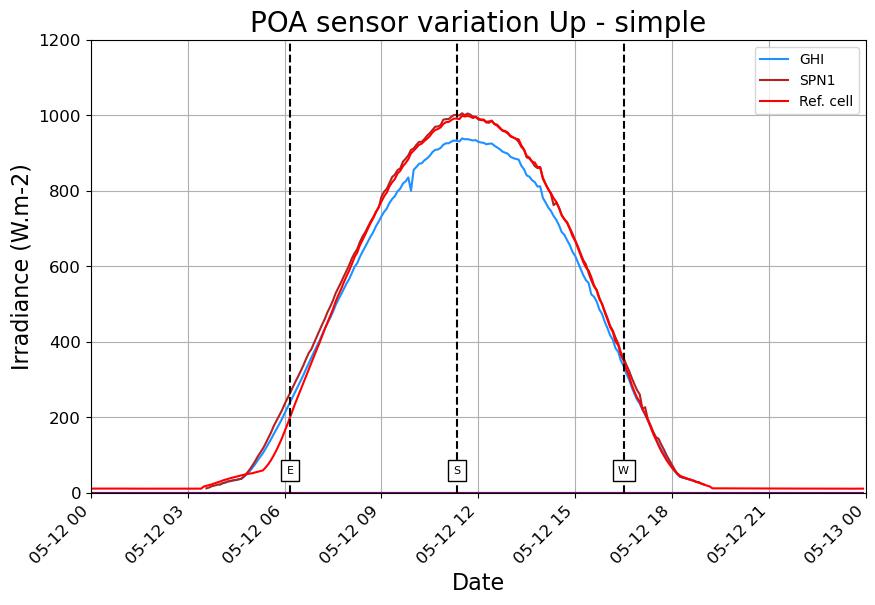 POA sensor variation Up - simple
1200
1000
800
600
400
200
0
Irradiance (W.m-2)
GHI
SPN1
Ref. cell
E
S
W
05-12 00
05-12 03
05-12 06
05-12 09
05-12 12
05-12 15
05-12 18
05-12 21
05-13 00
Date